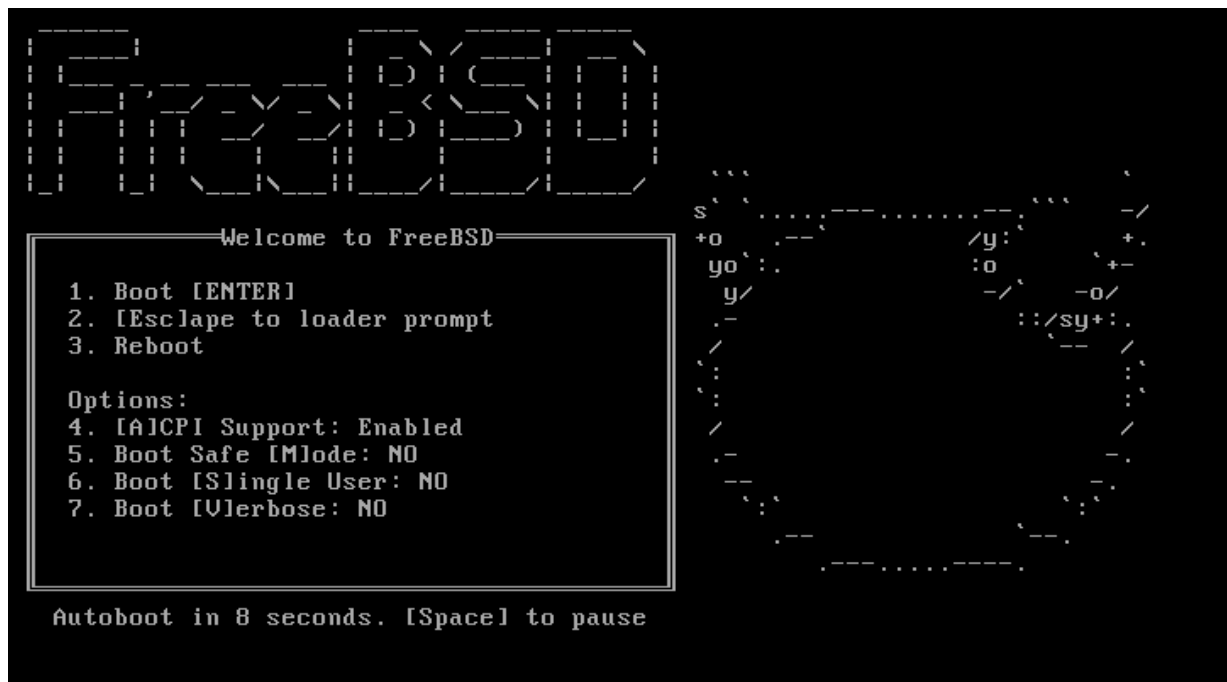 FreeBSD
Welcome to FreeBSD
1. Boot [ENTER]
2. [Esc]ape to loader prompt
3. Reboot
Options:
4. [A]CPI Support: Enabled
5. Boot Safe [M]ode: NO
6. Boot [S]ingle User: NO
7. Boot [V]erbose: NO
Autoboot in 8 seconds. [Space] to pause